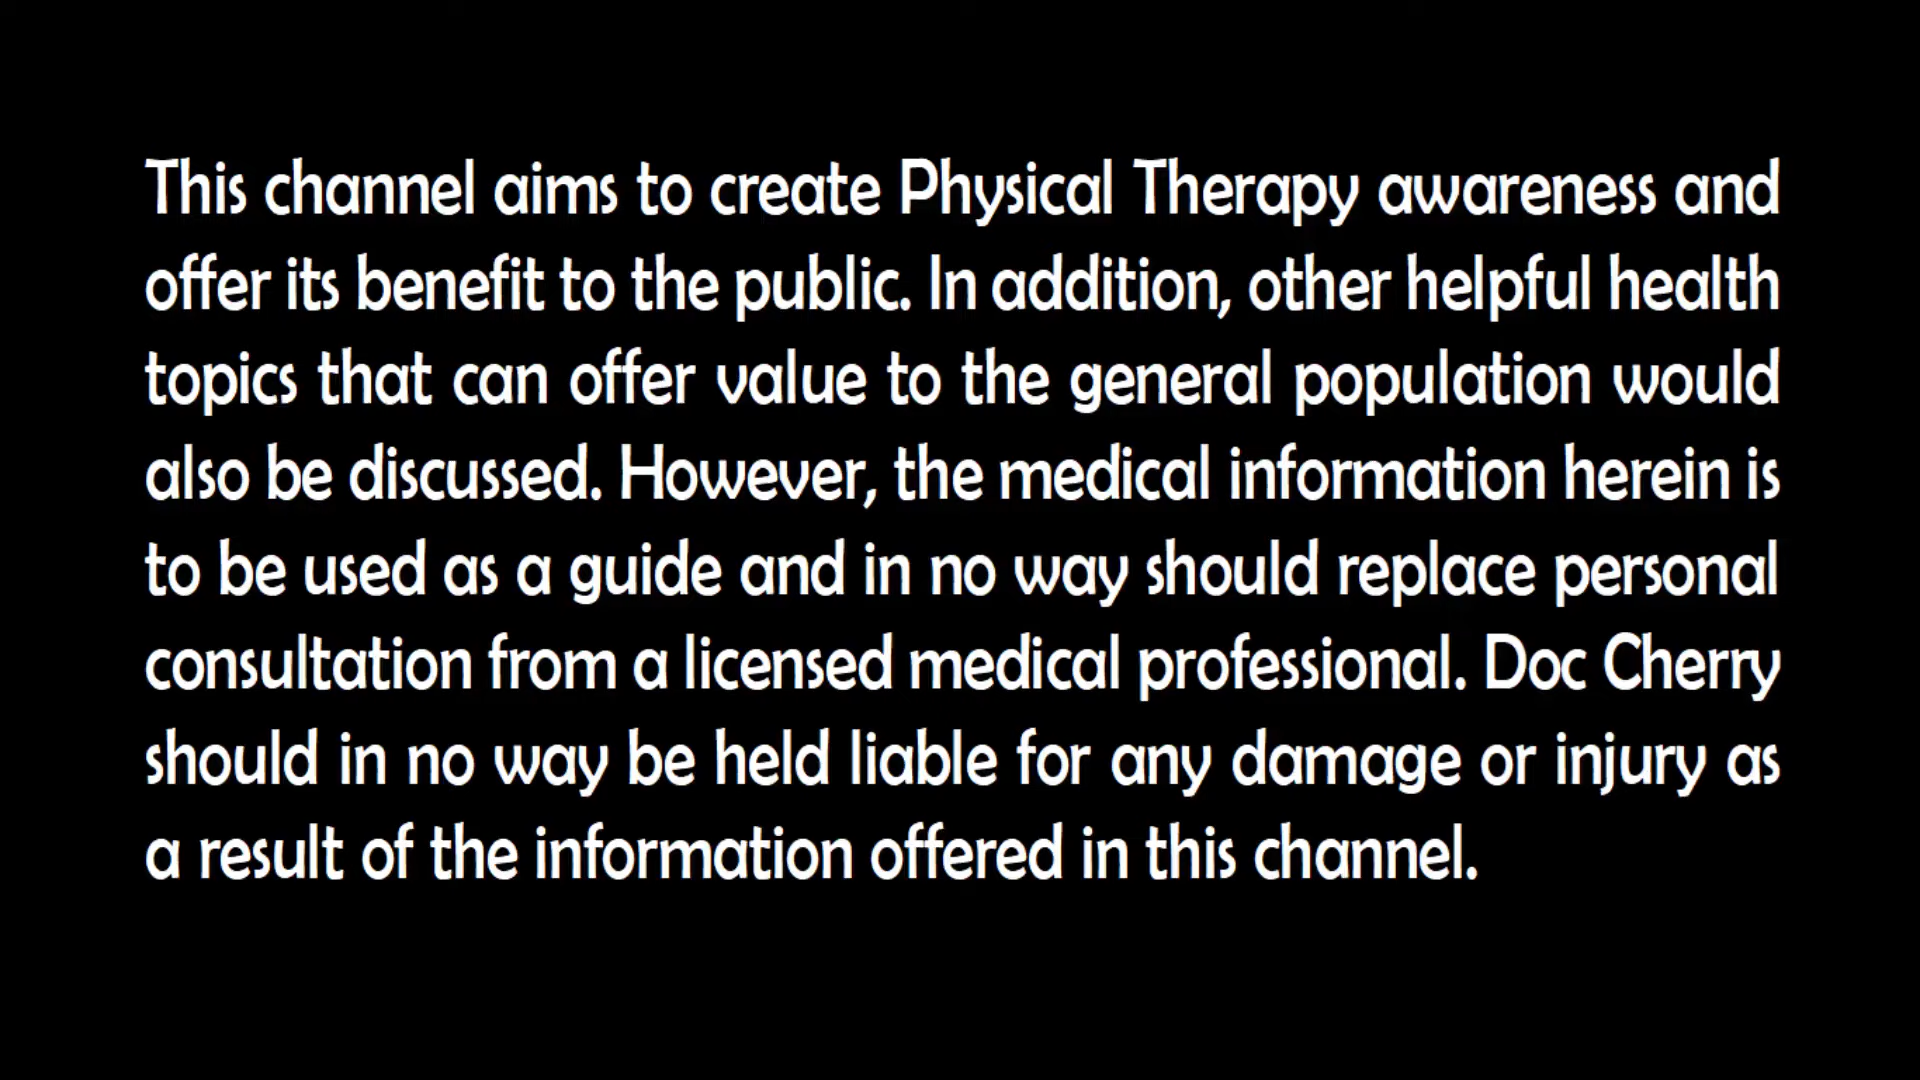 This channel aims to create Physical Therapy awareness and
offer its benefit to the public. In addition, other helpful health
topics that can offer value to the general population would
also be discussed. However, the medical information herein is
to be used as a guide and in no way should replace personal
consultation from a licensed medical professional. Doc Cherry
should in no way be held liable for any damage or injury as
a result of the information offered in this channel.